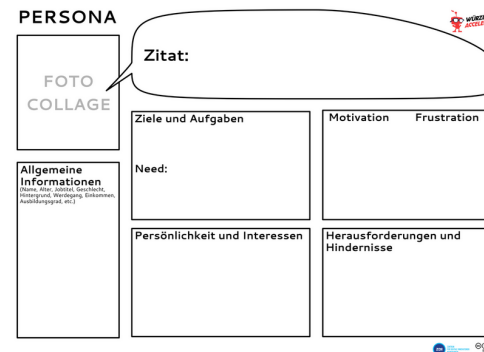 PERSONA
Zitat:
FOTO
COLLAGE
Ziele und Aufgaben
Need:
Motivation Frustration
Allgemeine
Informationen
(Name, Alter, Jobtitel, Geschlecht,
Hintergrund, Werdegang, Einkommen,
Ausbildungsgrad, etc.)
Persönlichkeit und Interessen
Herausforderungen und
Hindernisse